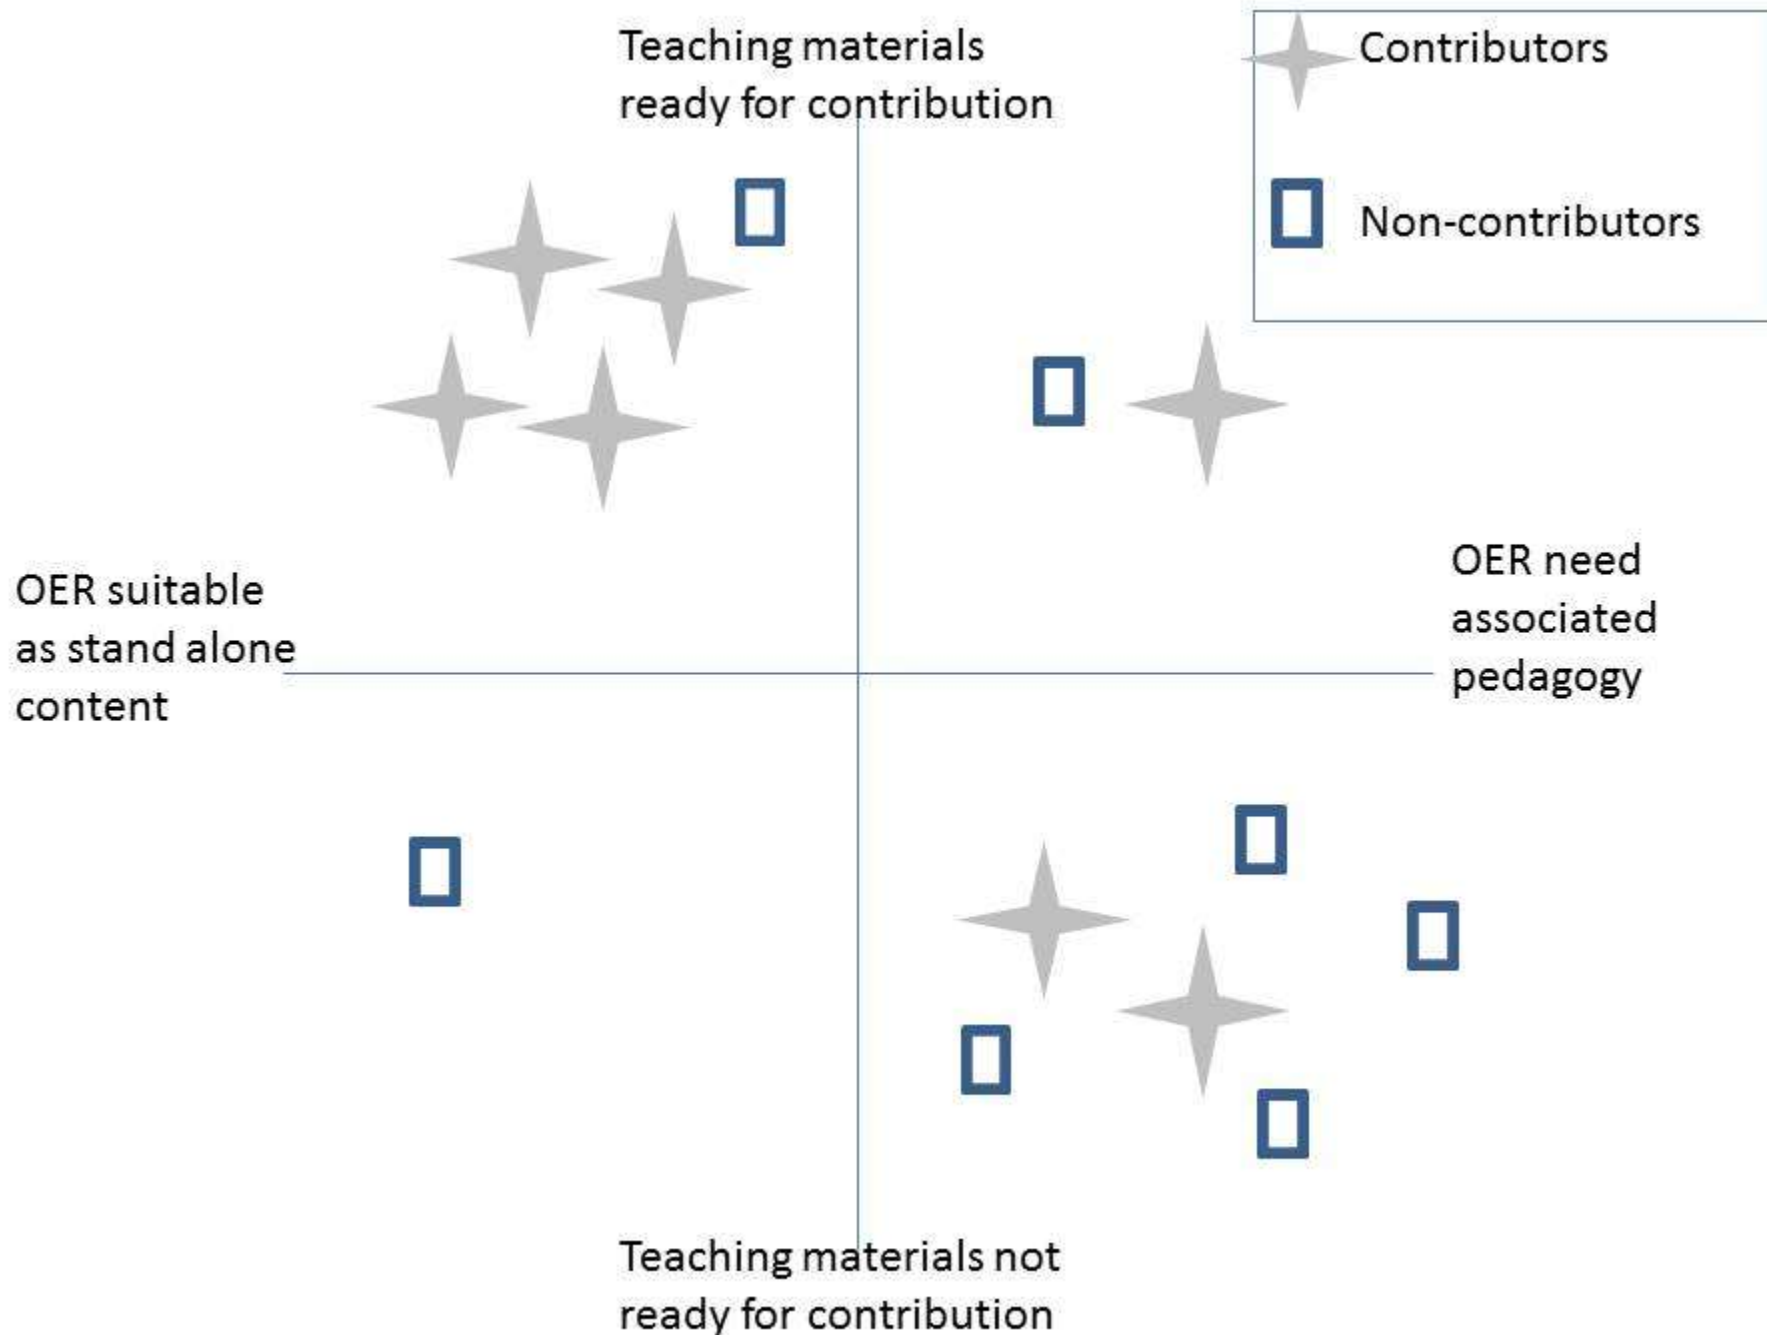 Teaching materials
ready for contribution
Contributors
Non-contributors
OER suitable
as stand alone
content
OER need
associated
pedagogy
Teaching materials not
ready for contribution